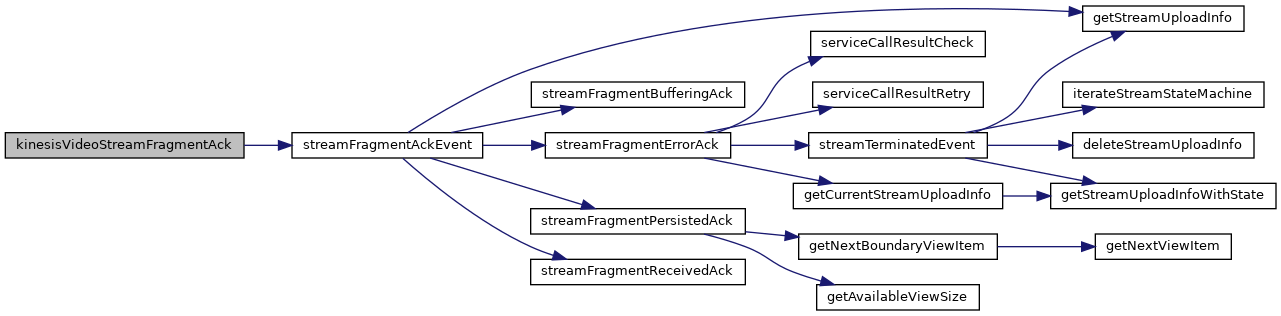 kinesisVideoStreamFragmentAck
streamFragmentAckEvent
getStreamUploadInfo
streamFragmentBufferingAck
streamFragmentErrorAck
serviceCallResultCheck
serviceCallResultRetry
streamTerminatedEvent
iterateStreamStateMachine
deleteStreamUploadInfo
getStreamUploadInfoWithState
getCurrentStreamUploadInfo
streamFragmentPersistedAck
getNextBoundaryViewItem
getNextViewItem
getAvailableViewSize
streamFragmentReceivedAck